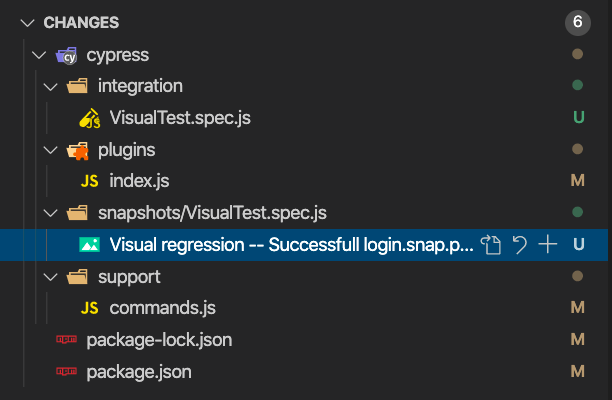 CHANGES 6
cypress
integration
VisualTest.spec.js U
plugins
JS index.js M
snapshots/VisualTest.spec.js
Visual regression -- Successfull login.snap.p... U
support
JS commands.js M
package-lock.json M
package.json M